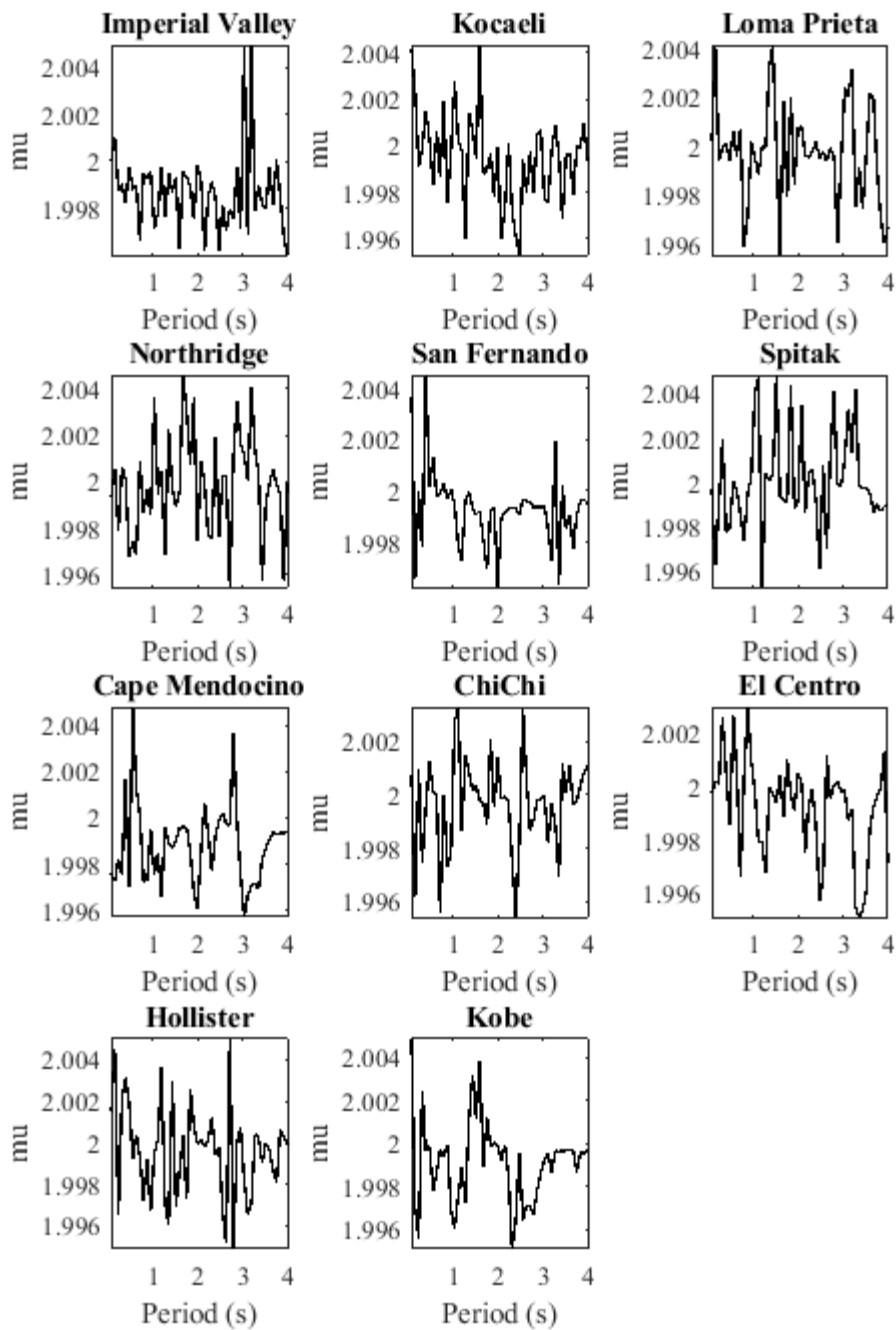 Imperial Valley Kocaeli Loma Prieta
2.004 2.004 2.004
2.002 2.002 2.002
mu 2 mu 2 mu 2
1.998 1.998 1.998
1.996 1.996
1 2 3 4 1 2 3 4 1 2 3 4
Period (s) Period (s) Period (s)
Northridge San Fernando Spitak
2.004 2.004 2.004
2.002 2.002 2.002
mu 2 mu 2 mu 2
1.998 1.998 1.998
1.996 1.996
1 2 3 4 1 2 3 4 1 2 3 4
Period (s) Period (s) Period (s)
Cape Mendocino ChiChi El Centro
2.004
2.002 2.002 2.002
mu 2 mu 2 mu 2
1.998 1.998 1.998
1.996 1.996 1.996
1 2 3 4 1 2 3 4 1 2 3 4
Period (s) Period (s) Period (s)
Hollister Kobe
2.004 2.004
2.002 2.002
mu 2 mu 2
1.998 1.998
1.996 1.996
1 2 3 4 1 2 3 4
Period (s) Period (s)